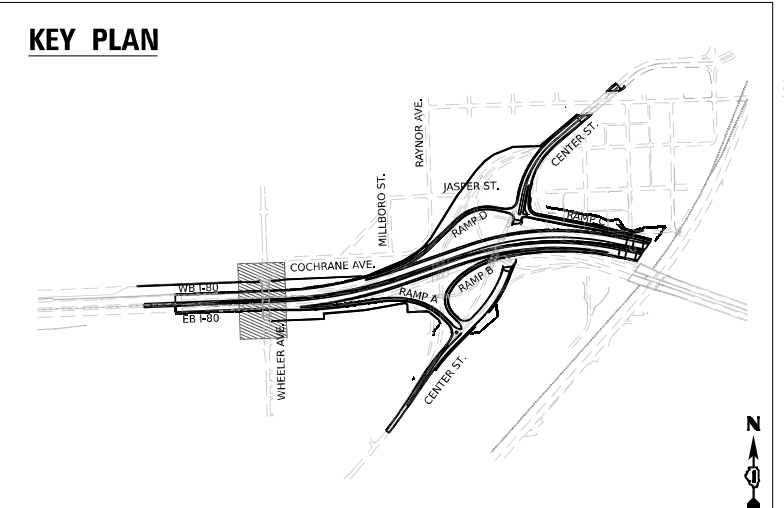 KEY PLAN
RAYNOR AVE.
CENTER ST.
MILLBORO ST.
JASPER ST.
RAMP C
RAMP D
COCHRANE AVE.
RAMP B
WB I-80
RAMP A
EB I-80
WHEELER AVE.
CENTER ST.
N